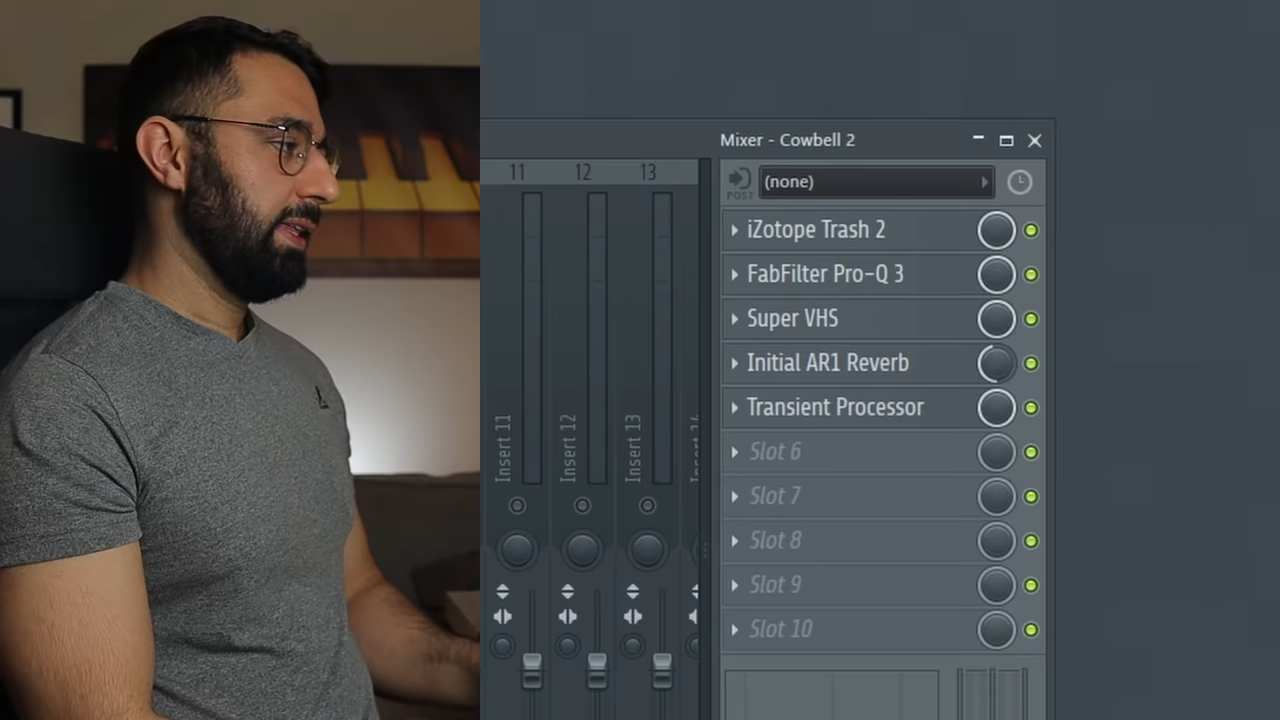 Mixer - Cowbell 2
11 12 13
POST
(none)
iZotope Trash 2
FabFilter Pro-Q 3
Super VHS
Initial AR1 Reverb
Transient Processor
Slot 6
Slot 7
Slot 8
Slot 9
Slot 10
Insert 11
Insert 12
Insert 13